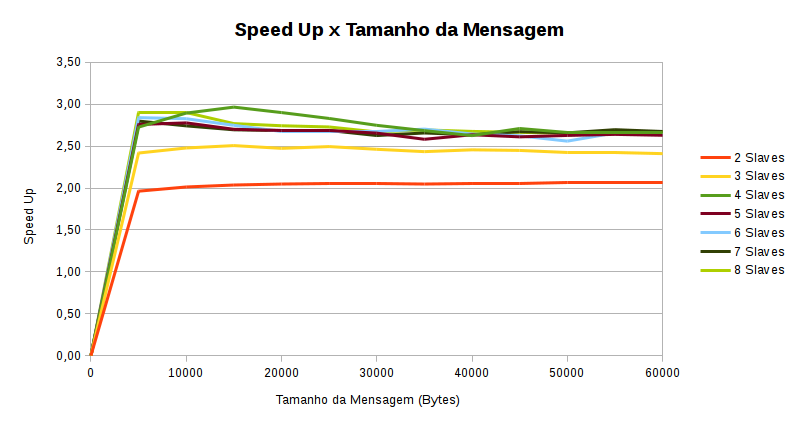 Speed Up x Tamanho da Mensagem
3,50
3,00
2,50
2,00
1,50
1,00
0,50
0,00
Speed Up
0
10000
20000
30000
40000
50000
60000
Tamanho da Mensagem (Bytes)
2 Slaves
3 Slaves
4 Slaves
5 Slaves
6 Slaves
7 Slaves
8 Slaves